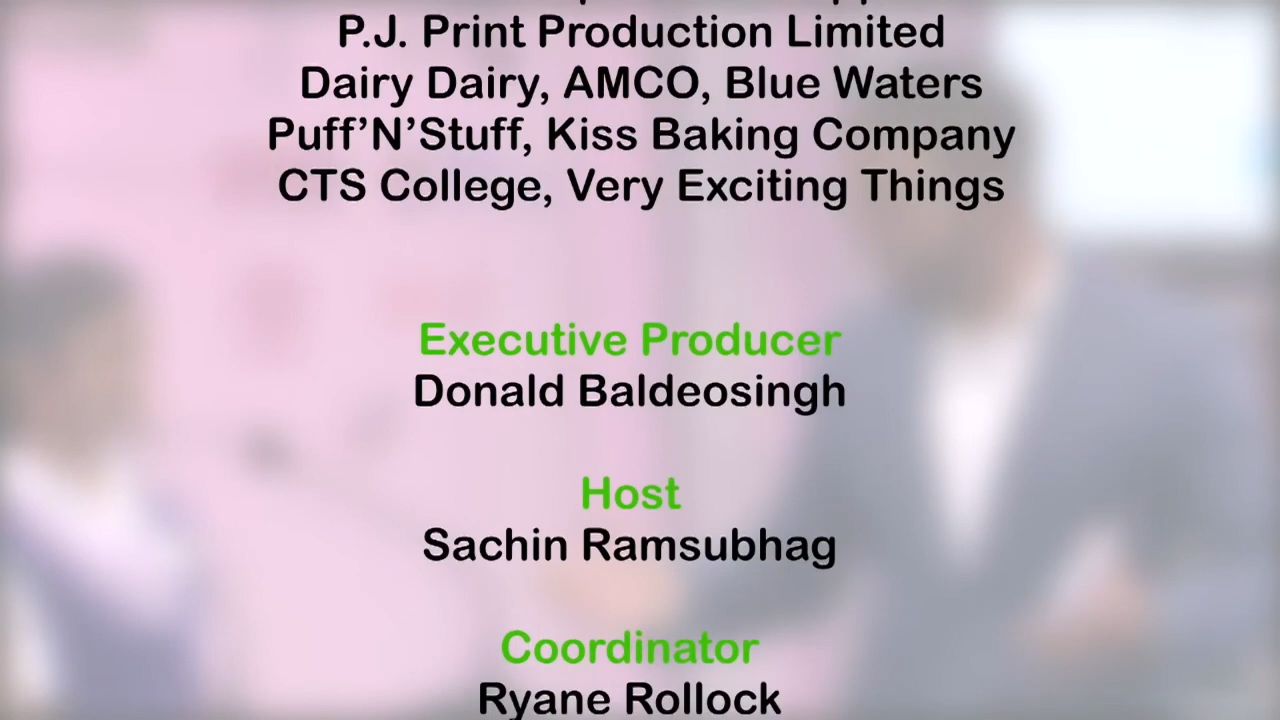 P.J. Print Production Limited
Dairy Dairy, AMCO, Blue Waters
Puff’N’Stuff, Kiss Baking Company
CTS College, Very Exciting Things
Executive Producer
Donald Baldeosingh
Host
Sachin Ramsubhag
Coordinator
Ryane Rollock